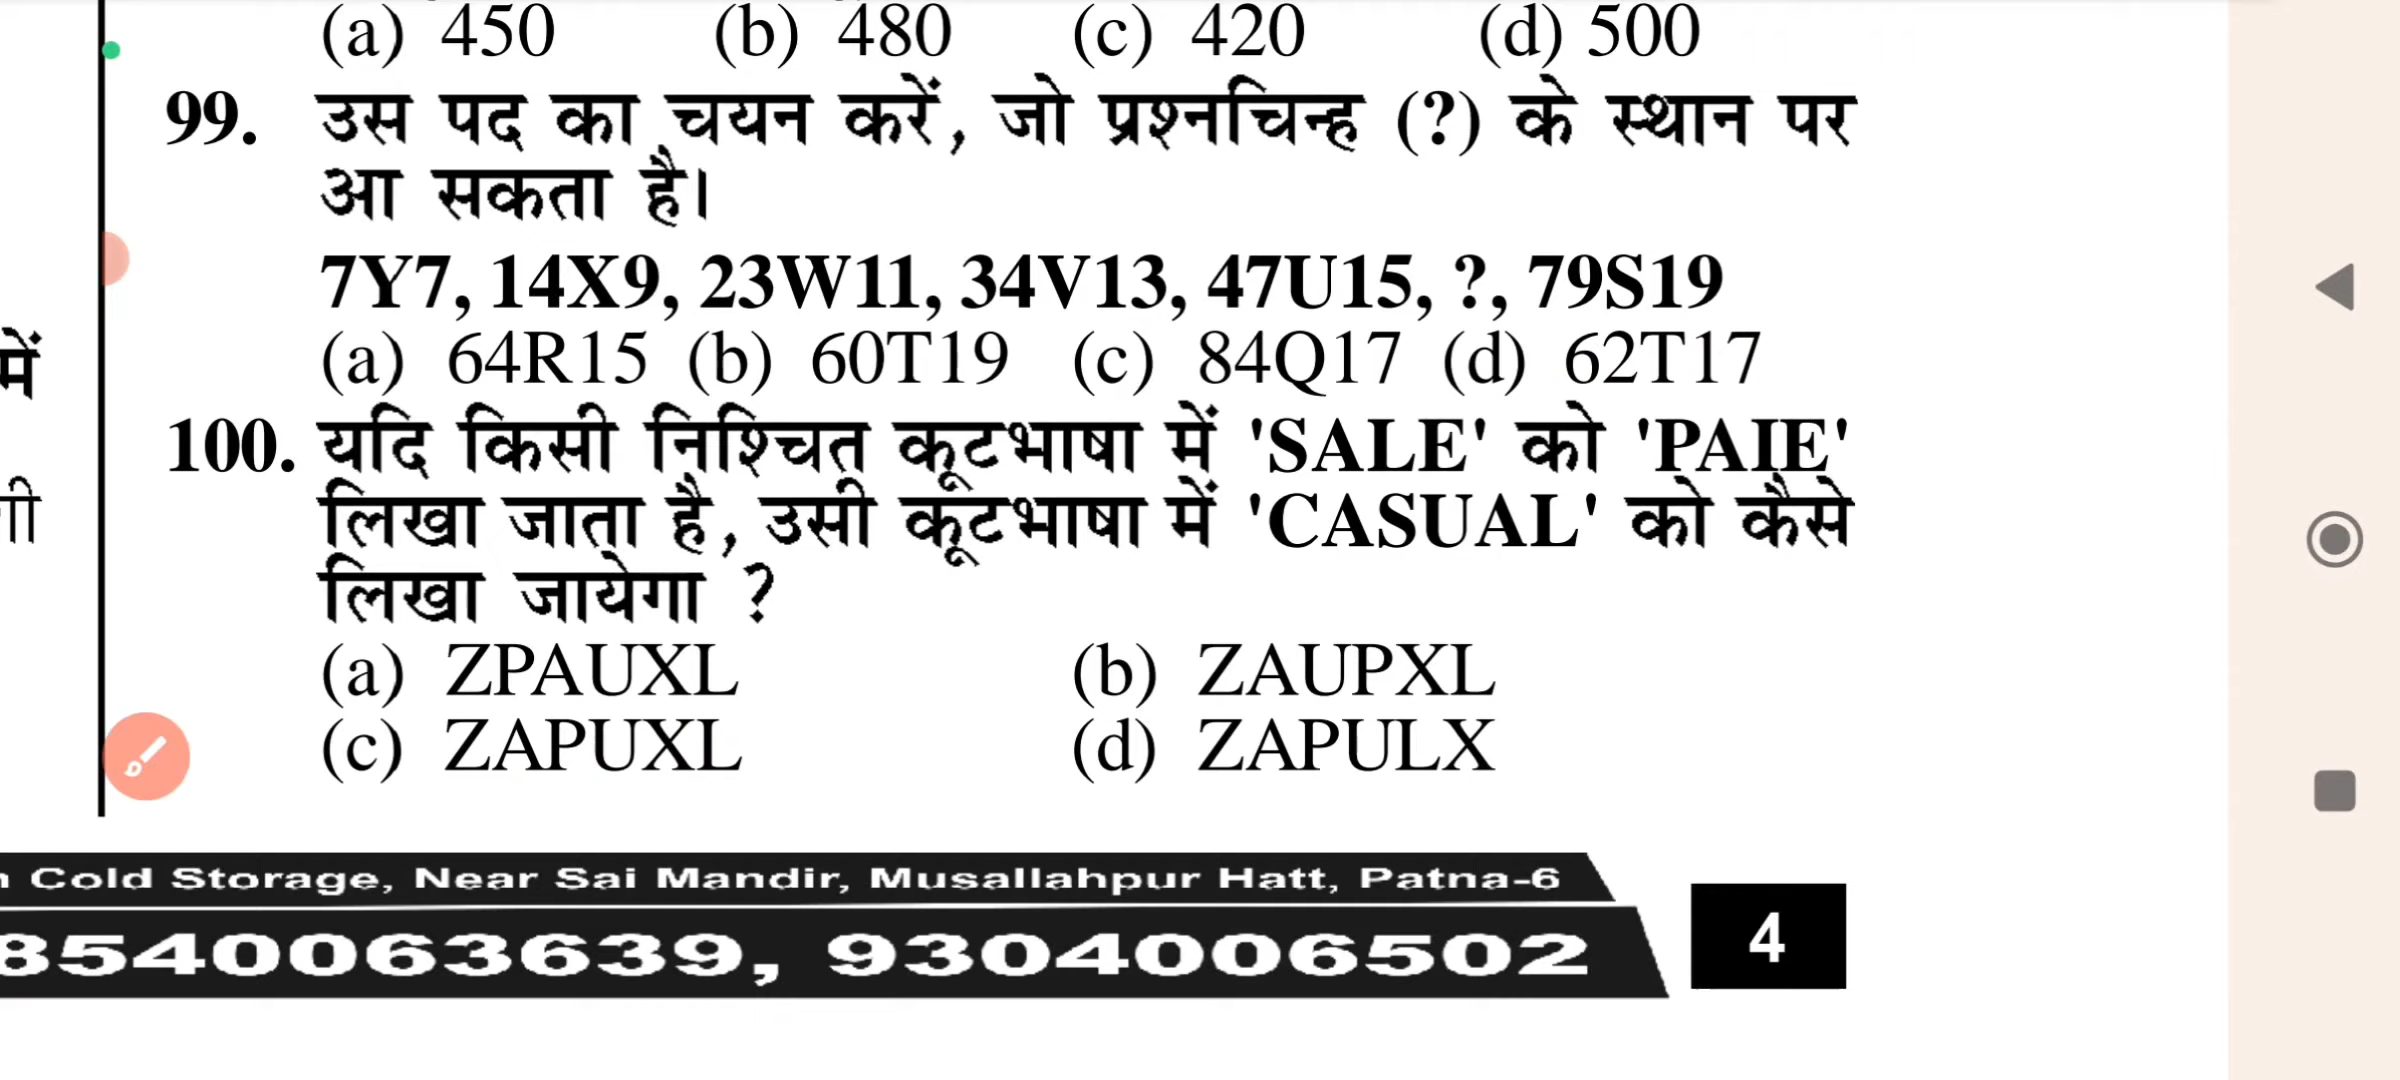 (a) 450 (b) 480 (c) 420 (d) 500
99. उस पद का चयन करें, जो प्रश्नचिन्ह (?) के स्थान पर
आ सकता है।
7Y7, 14X9, 23W11, 34V13, 47U15, ?, 79S19
(a) 64R15 (b) 60T19 (c) 84Q17 (d) 62T17
में
100. यदि किसी निश्चित कूटभाषा में 'SALE' को 'PAIE'
लिखा जाता है, उसी कूटभाषा में 'CASUAL' को कैसे
लिखा जायेगा ?
(a) ZPAUXL (b) ZAUPXL
(c) ZAPUXL (d) ZAPULX
Cold Storage, Near Sai Mandir, Musallahpur Hatt, Patna-6
8540063639, 9304006502
4